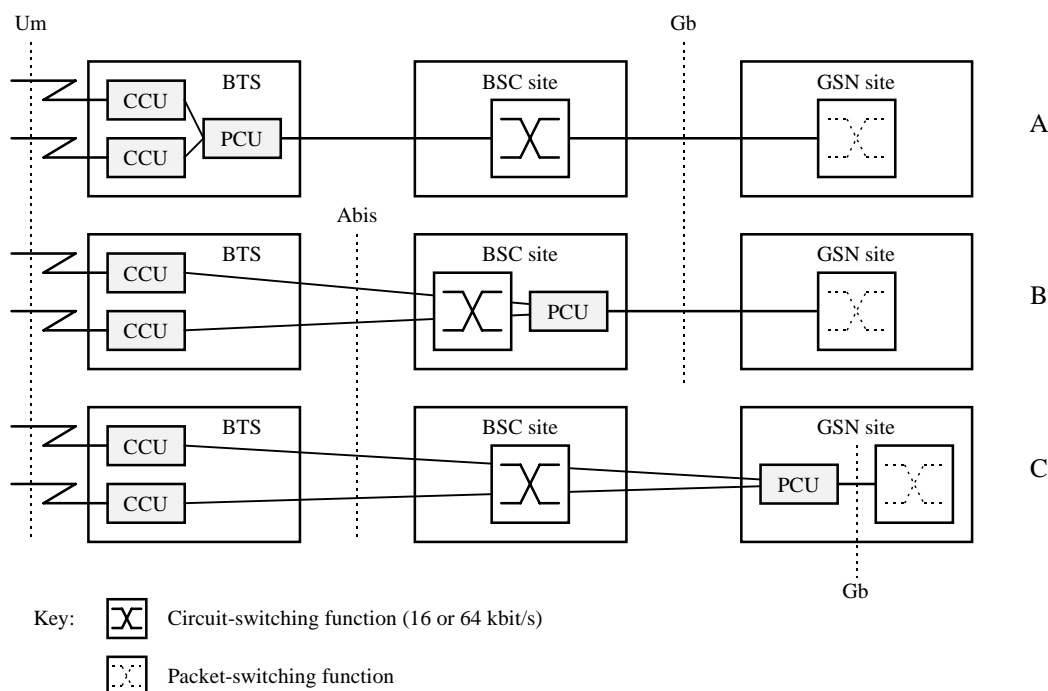 Um
Gb
BTS
BSC site
GSN site
CCU
CCU
PCU
A
Abis
BTS
BSC site
GSN site
CCU
CCU
PCU
B
BTS
BSC site
GSN site
CCU
CCU
PCU
C
Gb
Key:
Circuit-switching function (16 or 64 kbit/s)
Packet-switching function